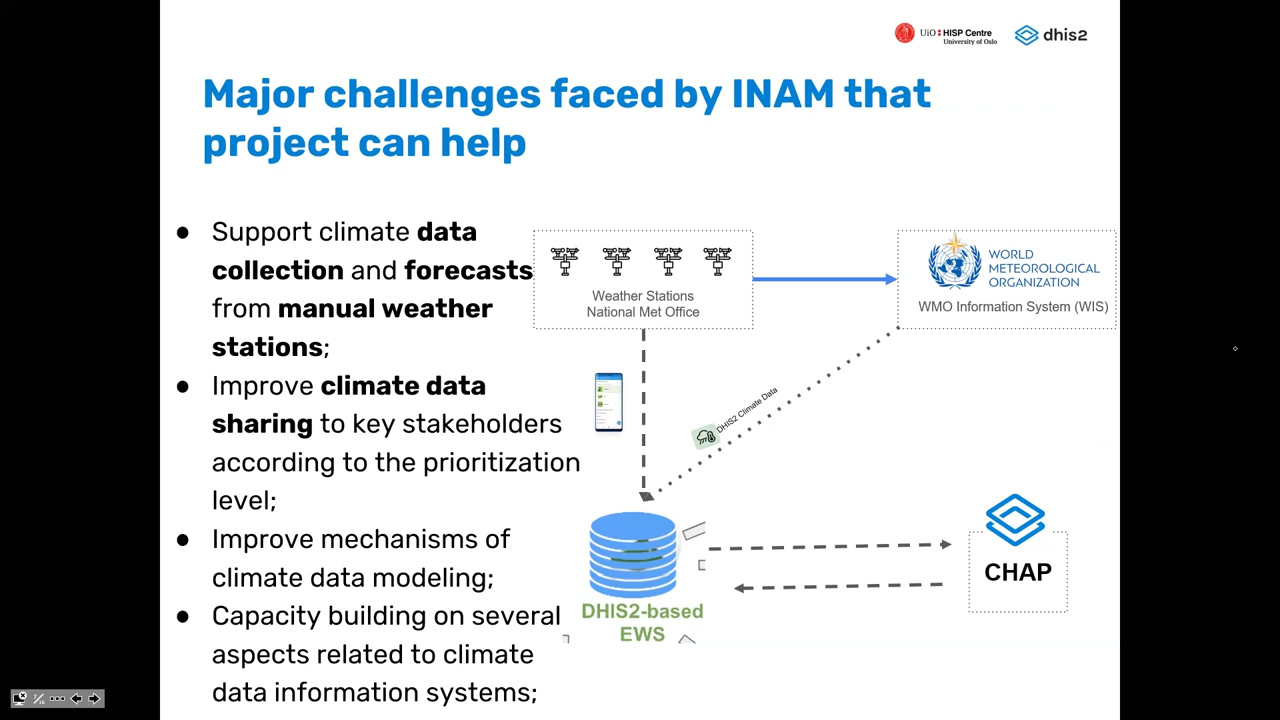 UiO HISP Centre
University of Oslo
dhis2
Major challenges faced by INAM that
project can help
● Support climate data
collection and forecasts
from manual weather
stations;
● Improve climate data
sharing to key stakeholders
according to the prioritization
level;
● Improve mechanisms of
climate data modeling;
● Capacity building on several
aspects related to climate
data information systems;
Weather Stations
National Met Office
WORLD
METEOROLOGICAL
ORGANIZATION
WMO Information System (WIS)
DHIS2 Climate Data
DHIS2-based
EWS
CHAP